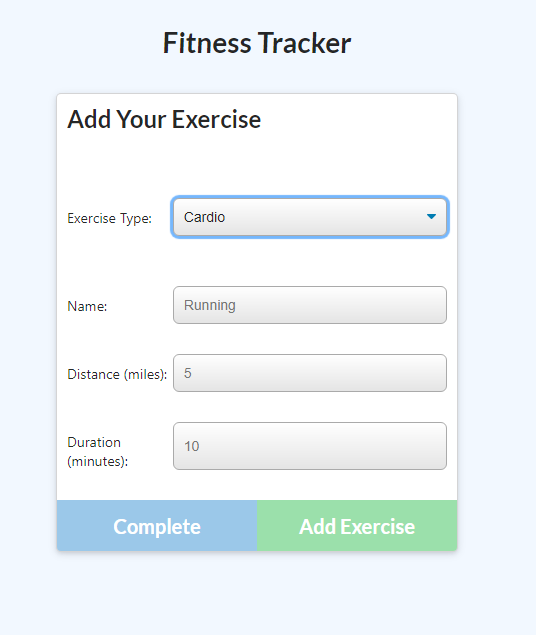 Fitness Tracker
Add Your Exercise
Exercise Type: Cardio
Name: Running
Distance (miles): 5
Duration
(minutes): 10
Complete Add Exercise